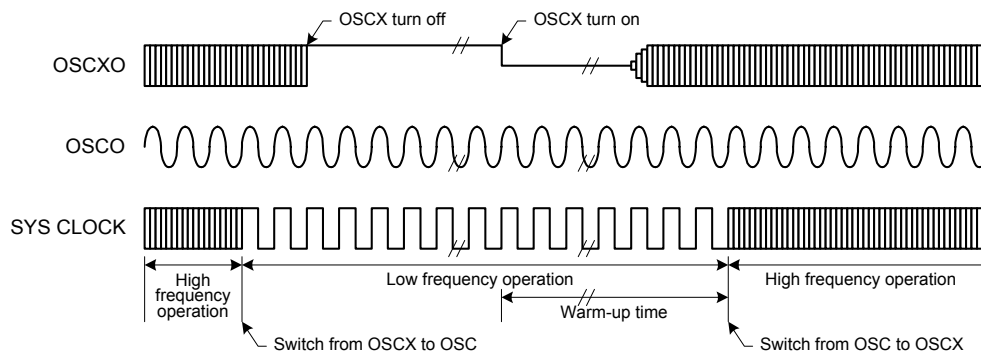 OSCX turn off
OSCX turn on
OSCXO
OSCO
SYS CLOCK
High
frequency
operation
Low frequency operation
High frequency operation
Warm-up time
Switch from OSCX to OSC
Switch from OSC to OSCX